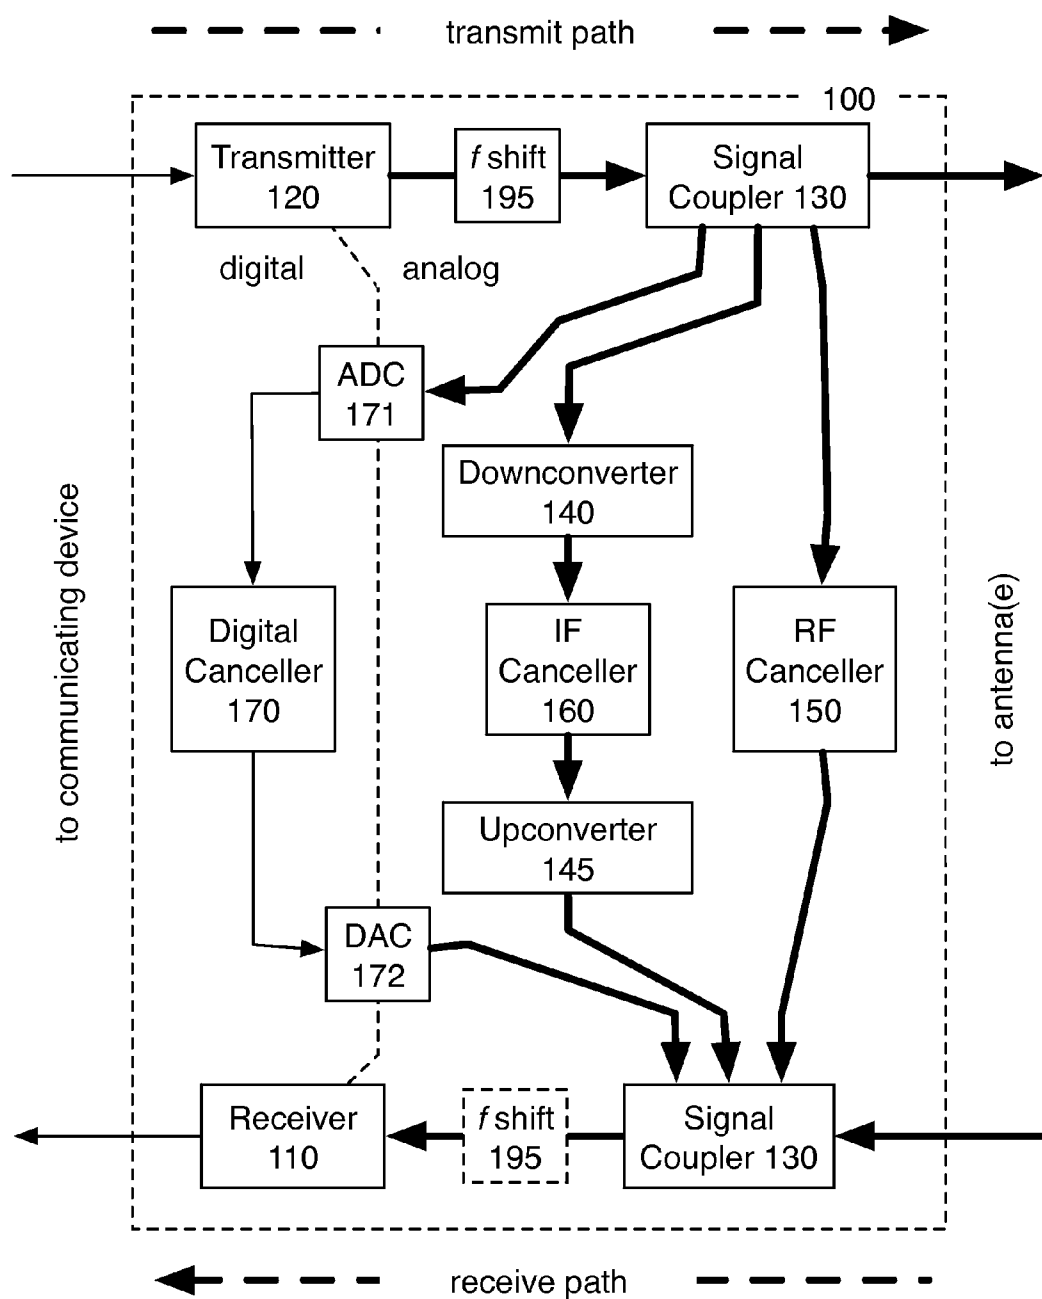 transmit path
100
Transmitter
120
f shift
195
Signal
Coupler 130
digital
analog
ADC
171
Downconverter
140
to communicating device
Digital
Canceller
170
IF
Canceller
160
RF
Canceller
150
to antenna(e)
Upconverter
145
DAC
172
Receiver
110
f shift
195
Signal
Coupler 130
receive path